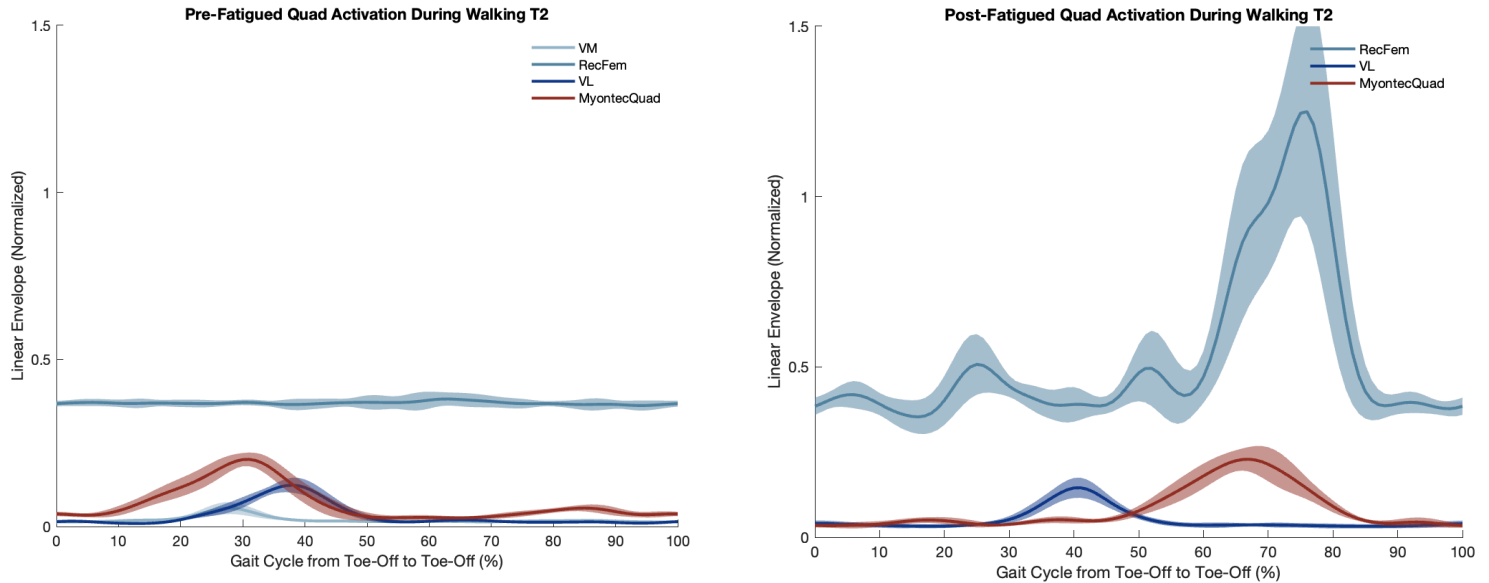 Pre-Fatigued Quad Activation During Walking T2
1.5
1
0.5
0
Linear Envelope (Normalized)
VM
RecFem
VL
MyontecQuad
0 10 20 30 40 50 60 70 80 90 100
Gait Cycle from Toe-Off to Toe-Off (%)
Post-Fatigued Quad Activation During Walking T2
1.5
1
0.5
0
Linear Envelope (Normalized)
RecFem
VL
MyontecQuad
0 10 20 30 40 50 60 70 80 90 100
Gait Cycle from Toe-Off to Toe-Off (%)